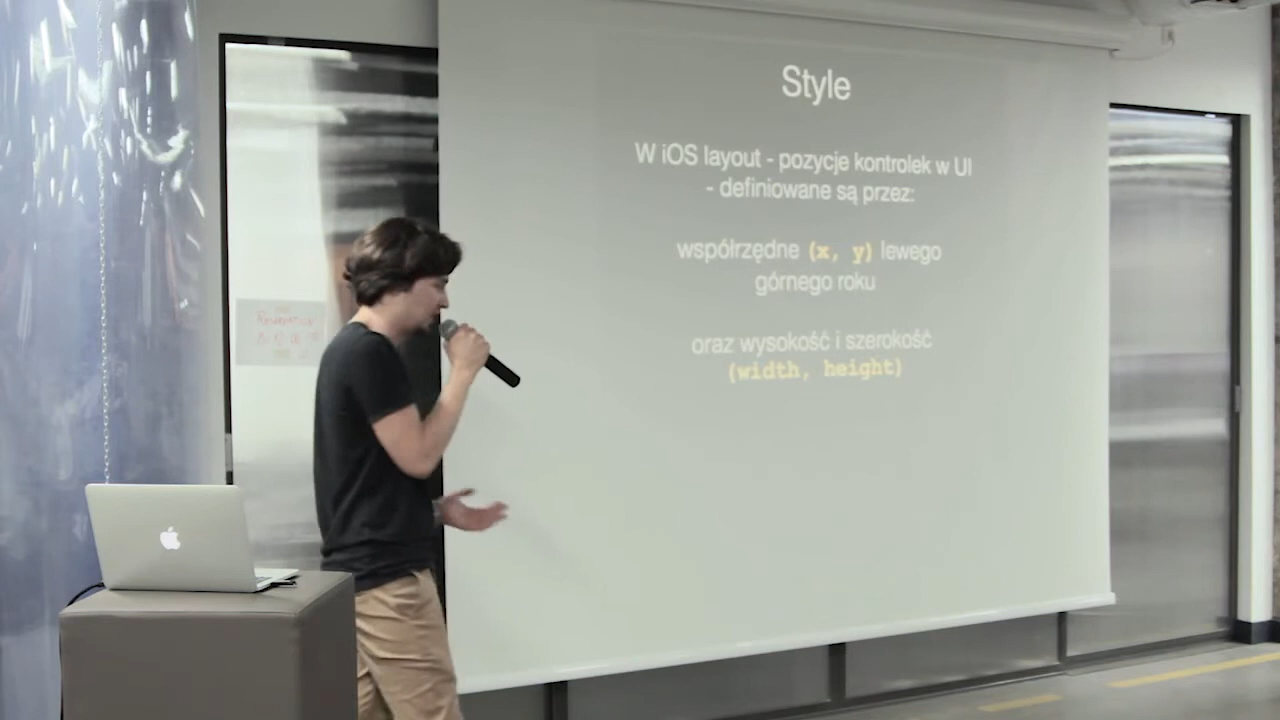 Style
W iOS layout - pozycje kontrolek w UI
- definiowane są przez:
współrzędne (x, y) lewego
górnego roku
oraz wysokość i szerokość
(width, height)